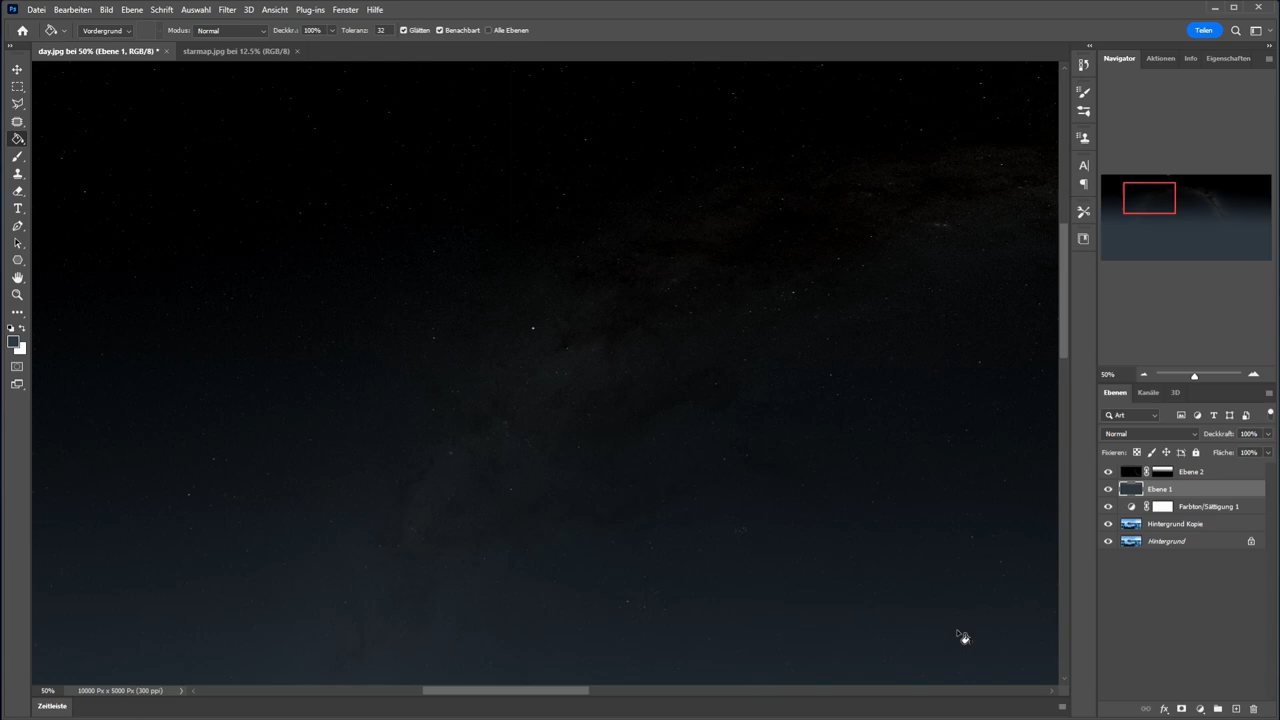 Ps Datei Bearbeiten Bild Ebene Schrift Auswahl Filter 3D Ansicht Plug-ins Fenster Hilfe
Vordergrund Modus: Normal Deckkr.: 100% Toleranz: 32 Glätten Benachbart Alle Ebenen Teilen
day.jpg bei 50% (Ebene 1, RGB/8) * × starmap.jpg bei 12.5% (RGB/8) ×
Navigator Aktionen Info Eigenschaften
50%
Ebenen Kanäle 3D
Art
Normal Deckkraft: 100%
Fixieren: Fläche: 100%
Ebene 2
Ebene 1
Farbton/Sättigung 1
Hintergrund Kopie
Hintergrund
50% 10000 Px x 5000 Px (300 ppi)
Zeitleiste